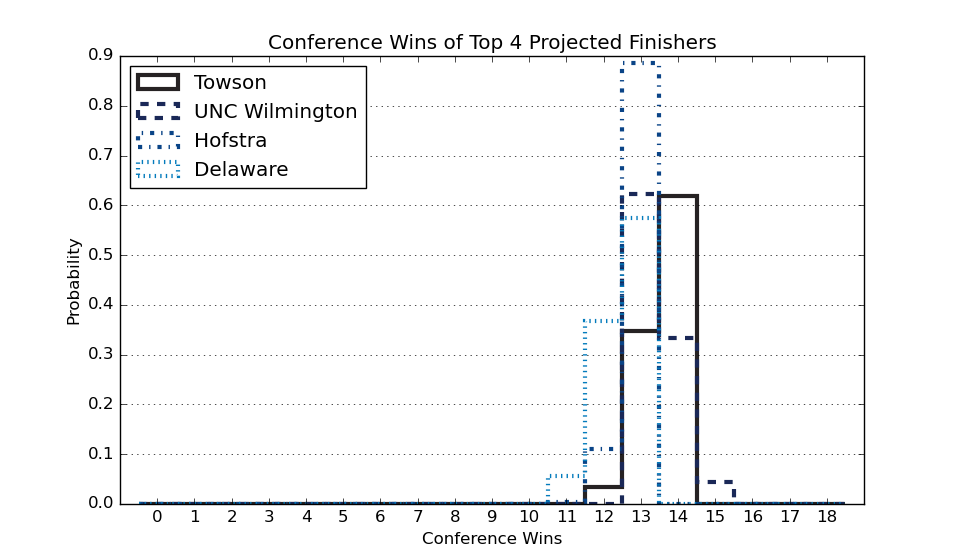 Conference Wins of Top 4 Projected Finishers
Towson
UNC Wilmington
Hofstra
Delaware
Probability
0.9
0.8
0.7
0.6
0.5
0.4
0.3
0.2
0.1
0.0
0 1 2 3 4 5 6 7 8 9 10 11 12 13 14 15 16 17 18
Conference Wins